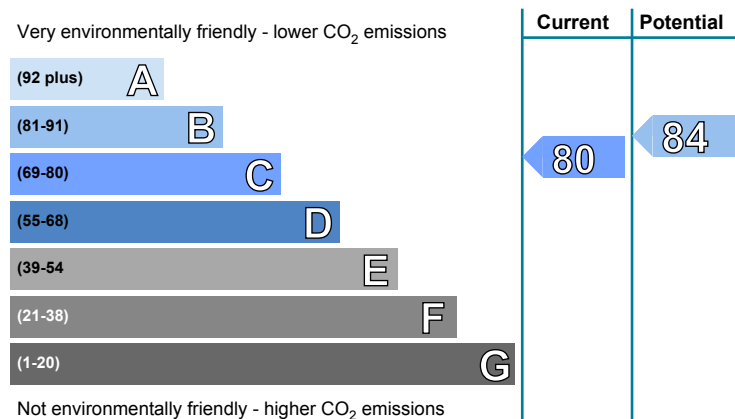 Very environmentally friendly - lower CO₂ emissions
Current
Potential
(92 plus) A
(81-91) B
(69-80) C
(55-68) D
(39-54 E
(21-38) F
(1-20) G
80
84
Not environmentally friendly - higher CO₂ emissions